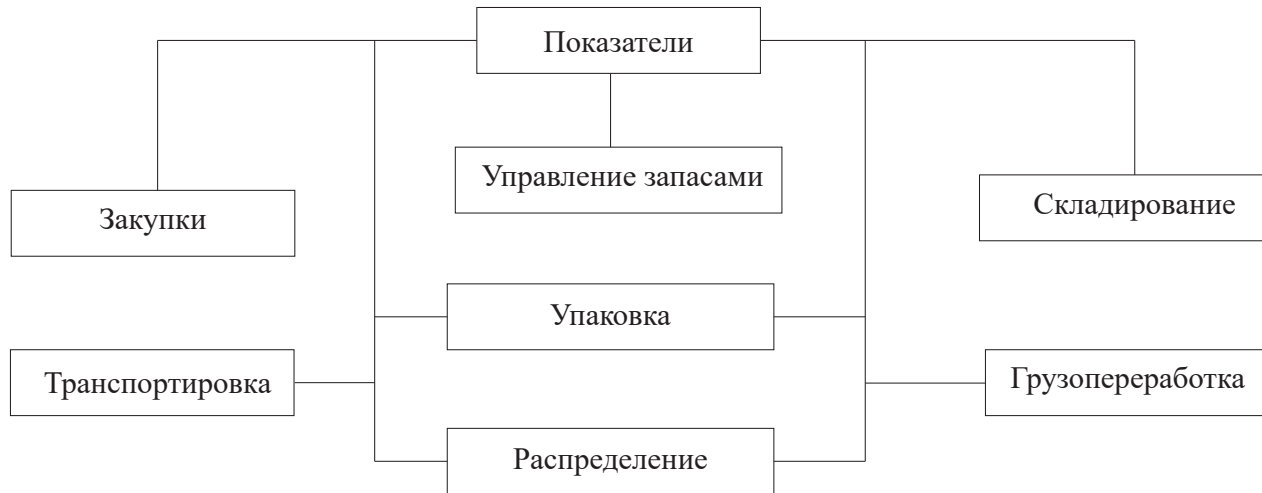 Показатели
Управление запасами
Закупки
Складирование
Упаковка
Транспортировка
Грузопереработка
Распределение